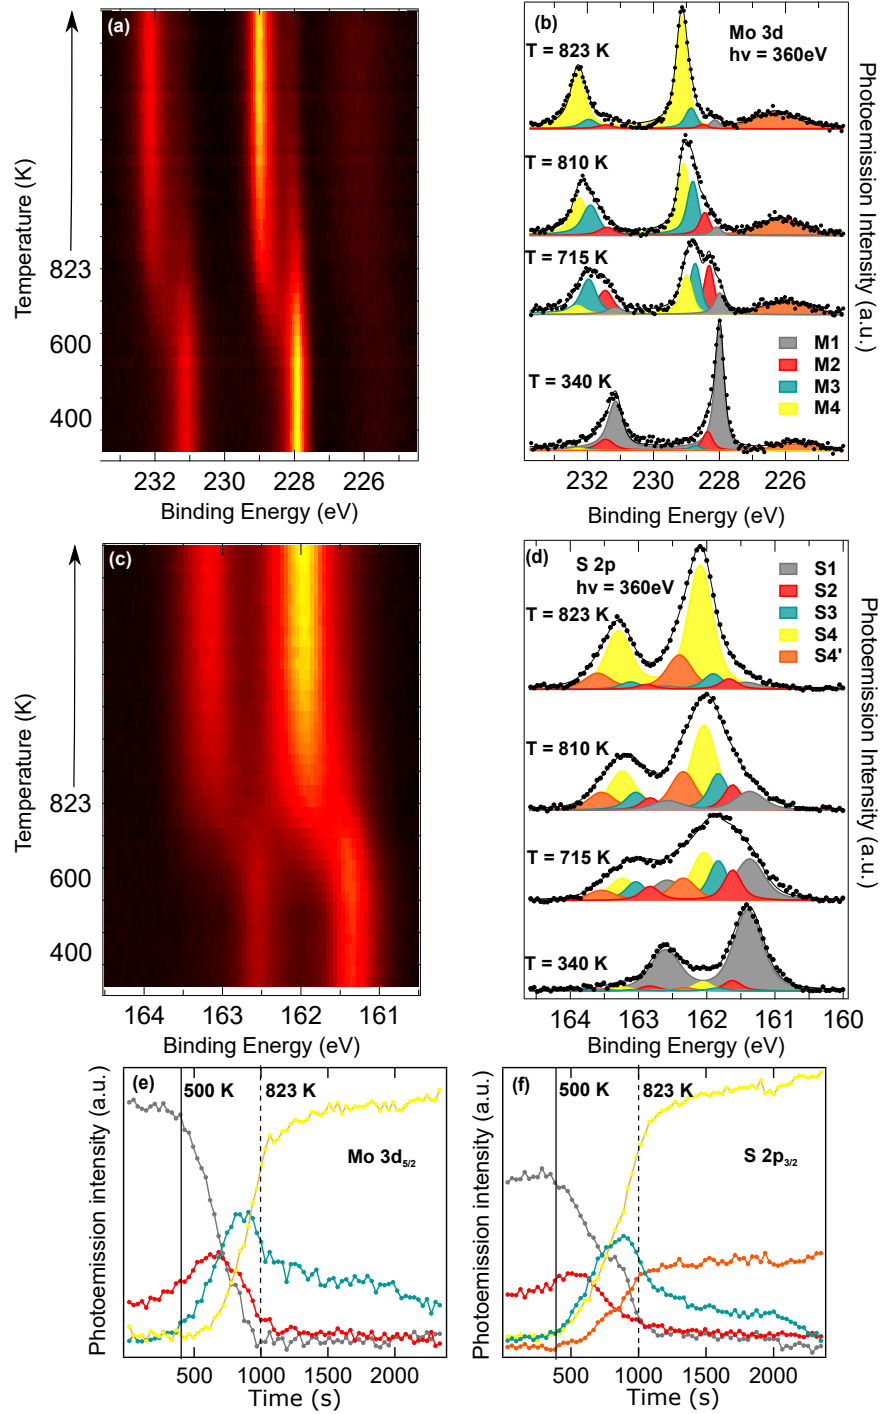 (a)
Temperature (K)
823
600
400
232
230
228
226
Binding Energy (eV)
(b)
Mo 3d
hv = 360eV
T = 823 K
T = 810 K
T = 715 K
T = 340 K
M1
M2
M3
M4
232
230
228
226
Binding Energy (eV)
Photoemission Intensity (a.u.)
(c)
Temperature (K)
823
600
400
164
163
162
161
Binding Energy (eV)
(d)
S 2p
hv = 360eV
T = 823 K
T = 810 K
T = 715 K
T = 340 K
S1
S2
S3
S4
S4'
164
163
162
161
160
Binding Energy (eV)
Photoemission Intensity (a.u.)
(e)
500 K
823 K
Mo 3d5/2
Photoemission intensity (a.u.)
500
1000
1500
2000
Time (s)
(f)
500 K
823 K
S 2p3/2
Photoemission intensity (a.u.)
500
1000
1500
2000
Time (s)